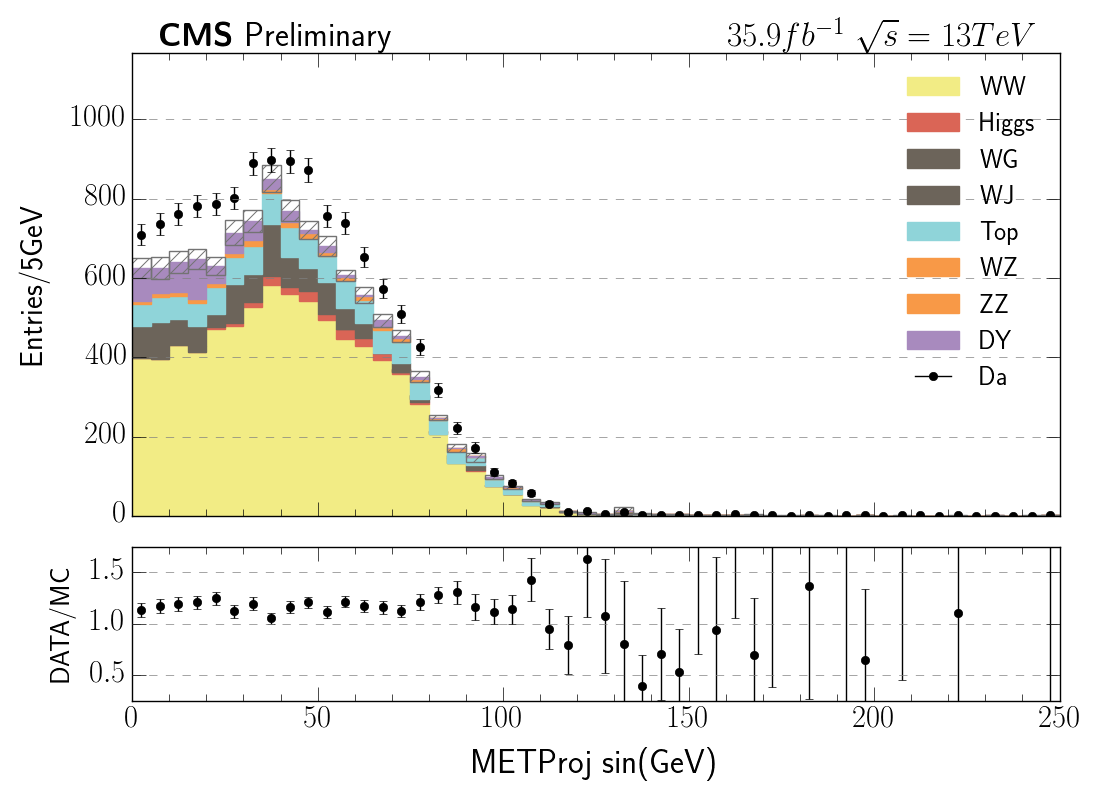 CMS Preliminary
35.9fb⁻¹ √s = 13TeV
Entries/5GeV
1000
800
600
400
200
0
WW
Higgs
WG
WJ
Top
WZ
ZZ
DY
Da
DATA/MC
1.5
1.0
0.5
0 50 100 150 200 250
METProj sin(GeV)